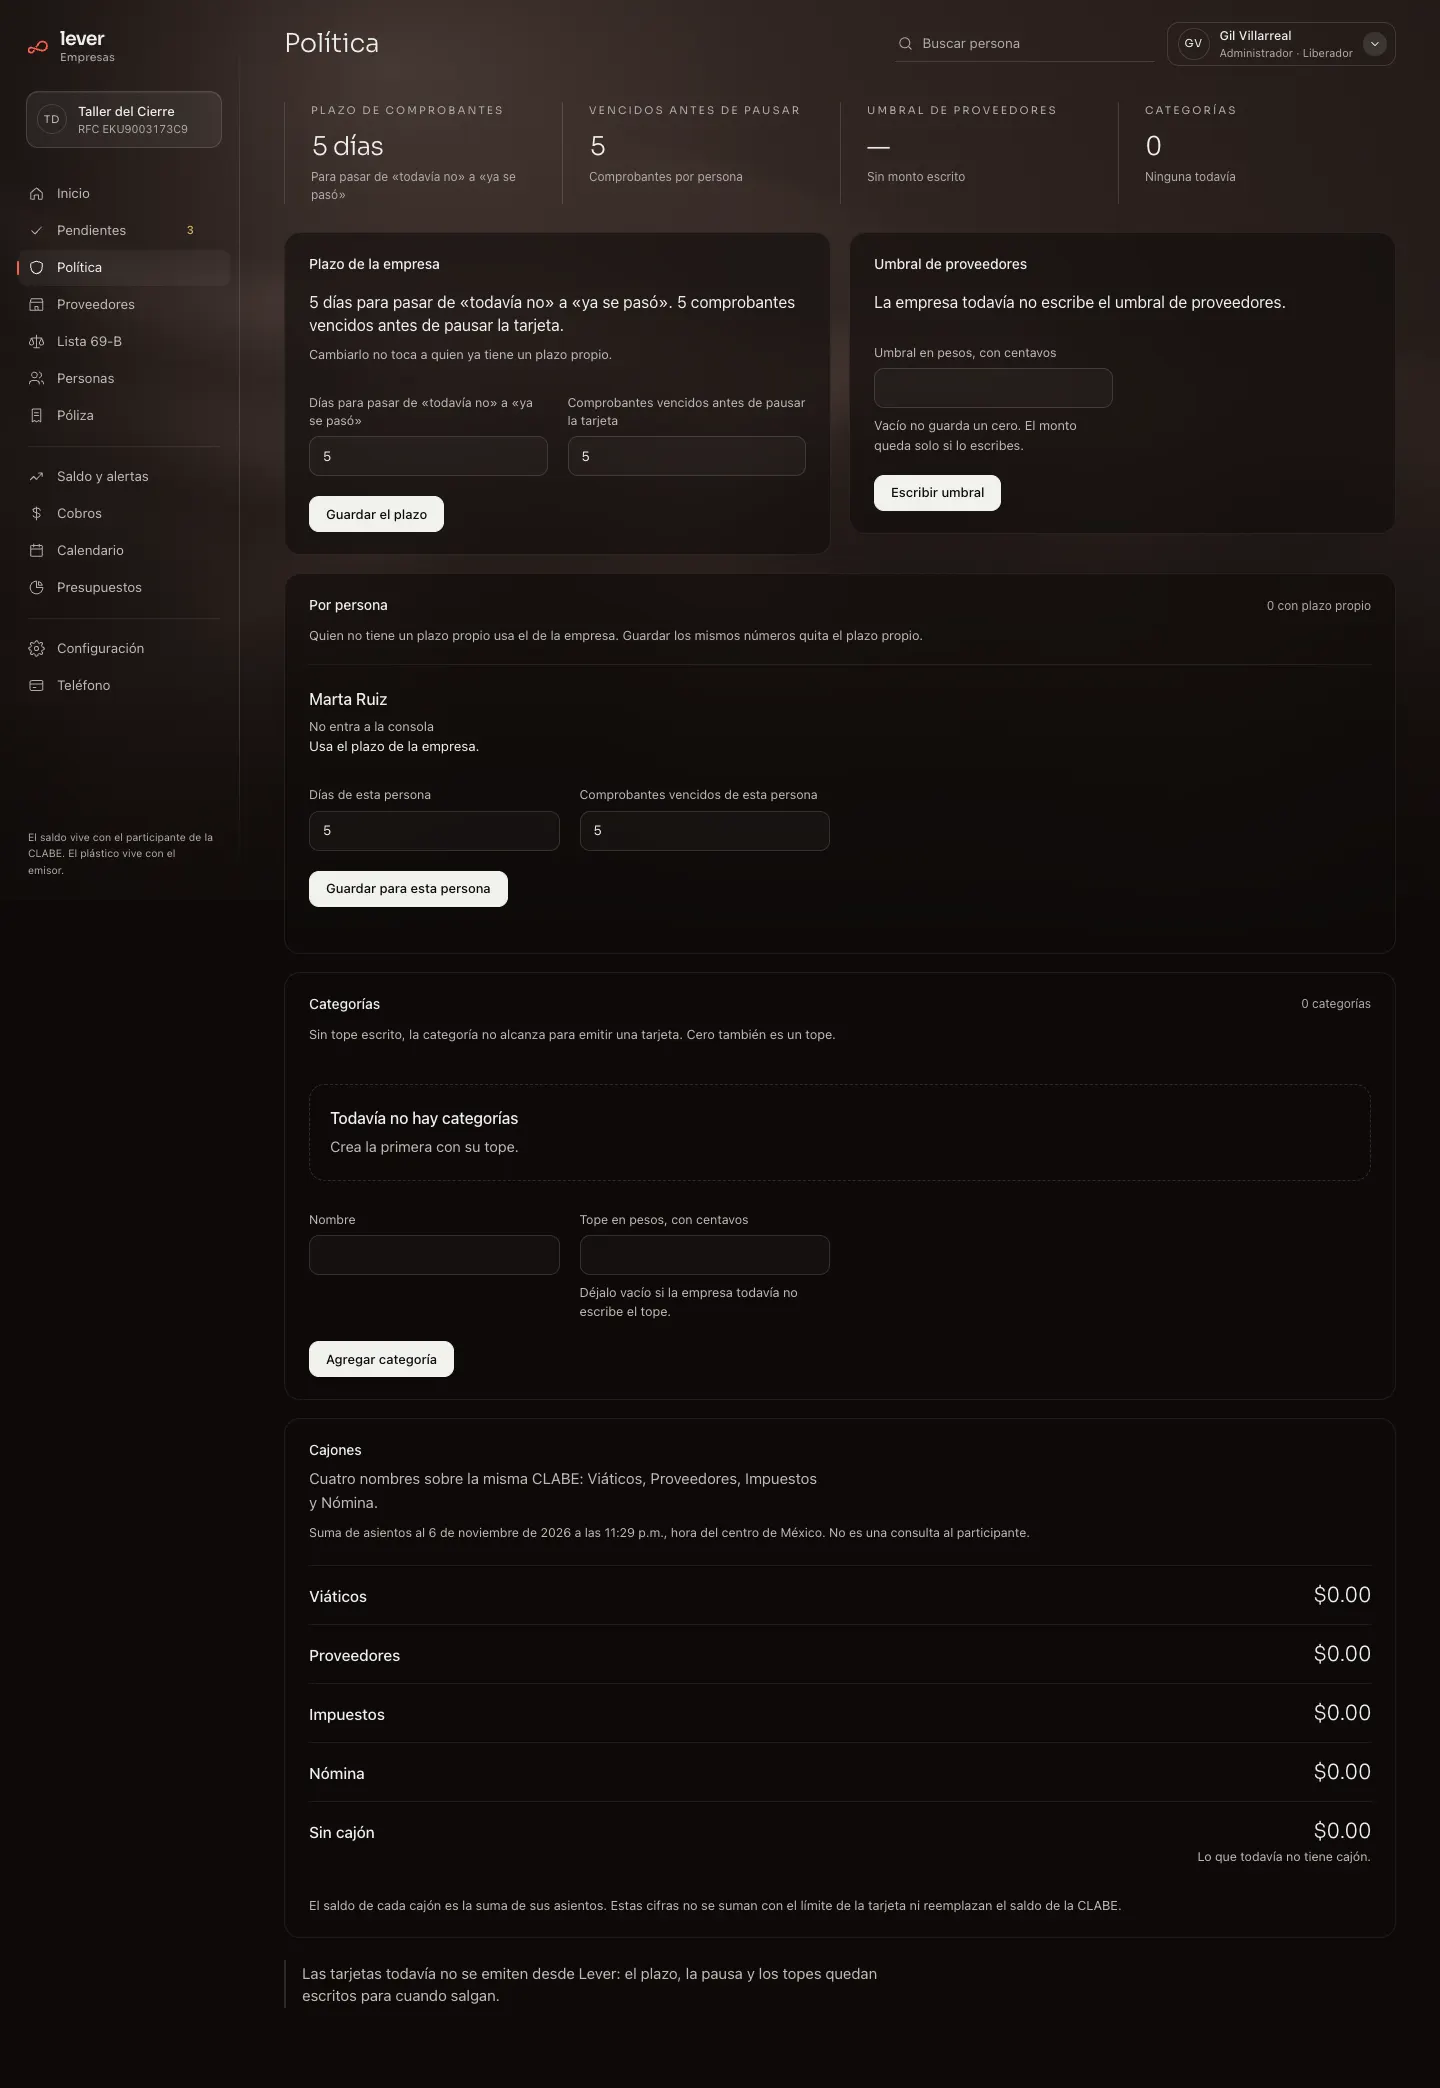 lever
Empresas
TD
Taller del Cierre
RFC EKU9003173C9
Inicio
Pendientes
3
Política
Proveedores
Lista 69-B
Personas
Póliza
Saldo y alertas
Cobros
Calendario
Presupuestos
Configuración
Teléfono
El saldo vive con el participante de la
CLABE. El plástico vive con el
emisor.
Política
Buscar persona
GV
Gil Villarreal
Administrador · Liberador
PLAZO DE COMPROBANTES
5 días
Para pasar de «todavía no» a «ya se
pasó»
VENCIDOS ANTES DE PAUSAR
5
Comprobantes por persona
UMBRAL DE PROVEEDORES
—
Sin monto escrito
CATEGORÍAS
0
Ninguna todavía
Plazo de la empresa
5 días para pasar de «todavía no» a «ya se pasó». 5 comprobantes
vencidos antes de pausar la tarjeta.
Cambiarlo no toca a quien ya tiene un plazo propio.
Días para pasar de «todavía no» a «ya
se pasó»
5
Comprobantes vencidos antes de pausar
la tarjeta
5
Guardar el plazo
Umbral de proveedores
La empresa todavía no escribe el umbral de proveedores.
Umbral en pesos, con centavos
Vacío no guarda un cero. El monto
queda solo si lo escribes.
Escribir umbral
Por persona
0 con plazo propio
Quien no tiene un plazo propio usa el de la empresa. Guardar los mismos números quita el plazo propio.
Marta Ruiz
No entra a la consola
Usa el plazo de la empresa.
Días de esta persona
5
Comprobantes vencidos de esta persona
5
Guardar para esta persona
Categorías
0 categorías
Sin tope escrito, la categoría no alcanza para emitir una tarjeta. Cero también es un tope.
Todavía no hay categorías
Crea la primera con su tope.
Nombre
Tope en pesos, con centavos
Déjalo vacío si la empresa todavía no
escribe el tope.
Agregar categoría
Cajones
Cuatro nombres sobre la misma CLABE: Viáticos, Proveedores, Impuestos
y Nómina.
Suma de asientos al 6 de noviembre de 2026 a las 11:29 p.m., hora del centro de México. No es una consulta al participante.
Viáticos
$0.00
Proveedores
$0.00
Impuestos
$0.00
Nómina
$0.00
Sin cajón
$0.00
Lo que todavía no tiene cajón.
El saldo de cada cajón es la suma de sus asientos. Estas cifras no se suman con el límite de la tarjeta ni reemplazan el saldo de la CLABE.
Las tarjetas todavía no se emiten desde Lever: el plazo, la pausa y los topes quedan
escritos para cuando salgan.